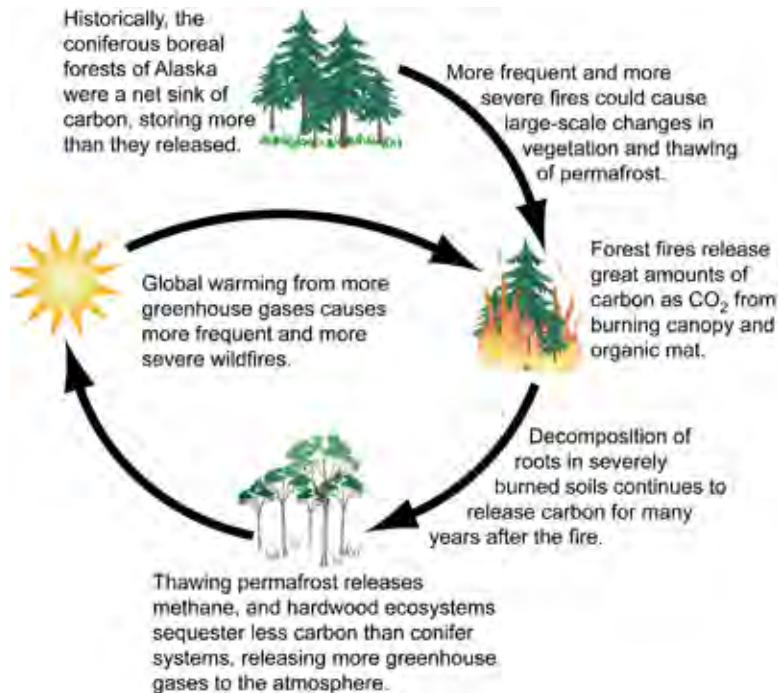 Historically, the
coniferous boreal
forests of Alaska
were a net sink of
carbon, storing more
than they released.
More frequent and more
severe fires could cause
large-scale changes in
vegetation and thawing
of permafrost.
Global warming from more
greenhouse gases causes
more frequent and more
severe wildfires.
Forest fires release
great amounts of
carbon as CO₂ from
burning canopy and
organic mat.
Decomposition of
roots in severely
burned soils continues to
release carbon for many
years after the fire.
Thawing permafrost releases
methane, and hardwood ecosystems
sequester less carbon than conifer
systems, releasing more greenhouse
gases to the atmosphere.